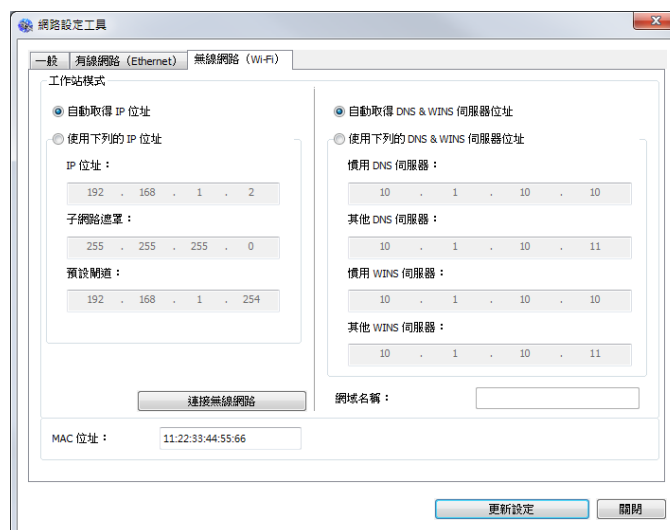 網路設定工具
一般 有線網路（Ethernet） 無線網路（Wi-Fi）
工作站模式
自動取得 IP 位址
使用下列的 IP 位址
IP 位址：
192 . 168 . 1 . 2
子網路遮罩：
255 . 255 . 255 . 0
預設閘道：
192 . 168 . 1 . 254
連接無線網路
自動取得 DNS & WINS 伺服器位址
使用下列的 DNS & WINS 伺服器位址
慣用 DNS 伺服器：
10 . 1 . 10 . 10
其他 DNS 伺服器：
10 . 1 . 10 . 11
慣用 WINS 伺服器：
10 . 1 . 10 . 10
其他 WINS 伺服器：
10 . 1 . 10 . 11
網域名稱：
MAC 位址： 11:22:33:44:55:66
更新設定 關閉